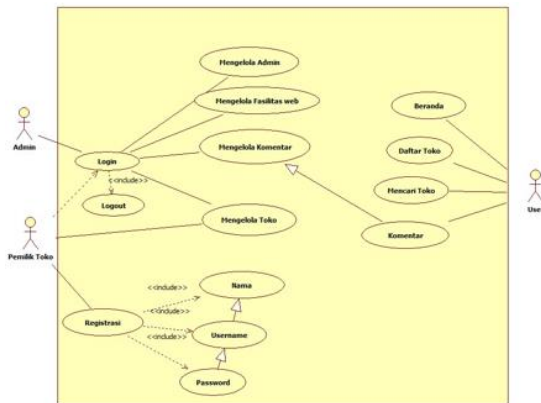 Mengelola Admin
Mengelola Fasilitas web
Beranda
Admin
Login
Mengelola Komentar
Daftar Toko
<<include>>
Mencari Toko
Logout
User
Mengelola Toko
Komentar
Pemilik Toko
<<include>>
Nama
Registrasi
<<include>>
Username
<<include>>
Password